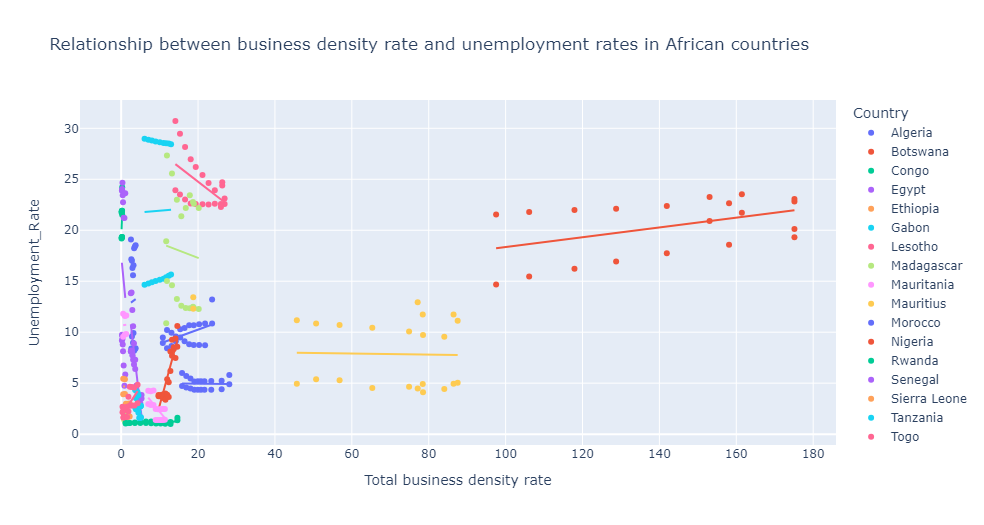 Relationship between business density rate and unemployment rates in African countries
Unemployment_Rate
30
25
20
15
10
5
0
0
20
40
60
80
100
120
140
160
180
Total business density rate
Country
Algeria
Botswana
Congo
Egypt
Ethiopia
Gabon
Lesotho
Madagascar
Mauritania
Mauritius
Morocco
Nigeria
Rwanda
Senegal
Sierra Leone
Tanzania
Togo